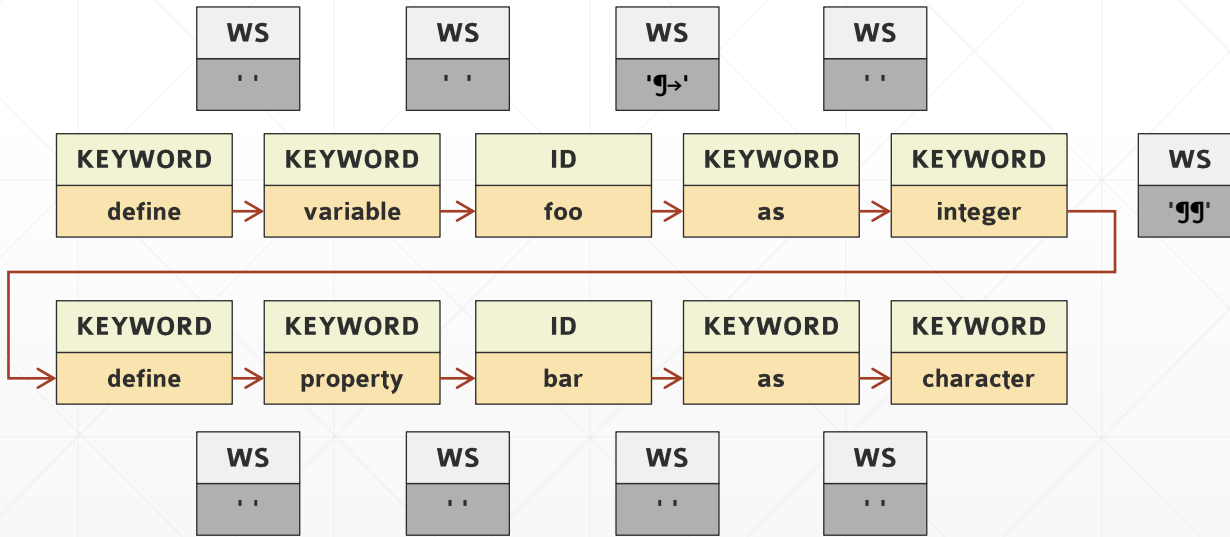 WS WS WS WS
' ' '  ' '¶→' ' '
KEYWORD KEYWORD ID KEYWORD KEYWORD WS
define variable foo as integer '¶¶'
KEYWORD KEYWORD ID KEYWORD KEYWORD
define property bar as character
WS WS WS WS
' ' ' ' ' ' ' '